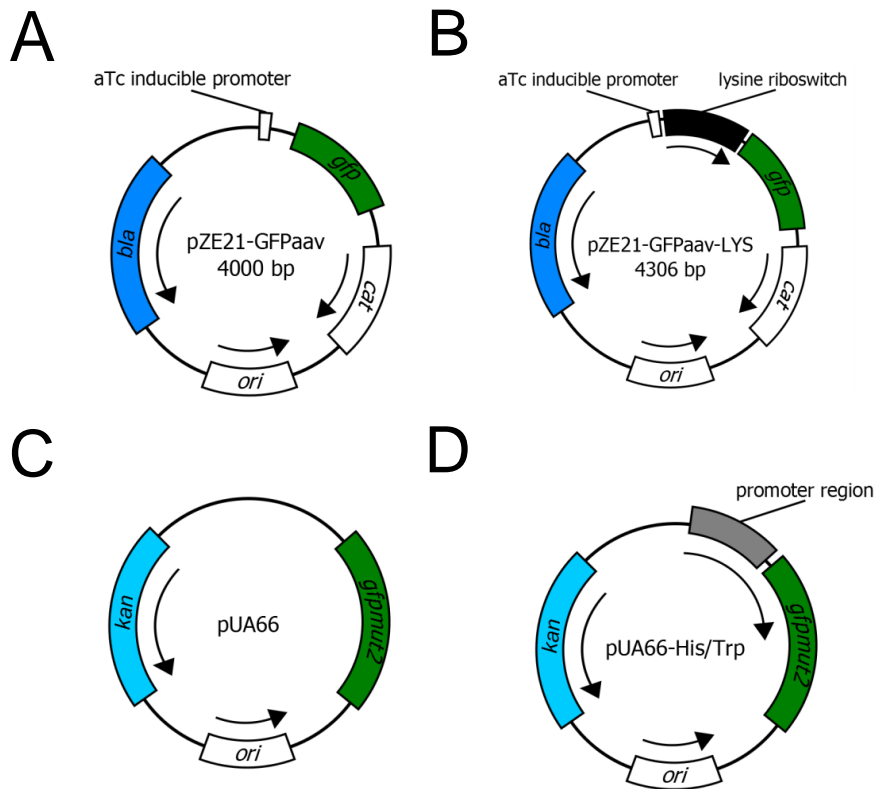 A
aTc inducible promoter
gfp
bla
pZE21-GFPaav
4000 bp
cat
ori
B
aTc inducible promoter
lysine riboswitch
gfp
bla
pZE21-GFPaav-LYS
4306 bp
cat
ori
C
kan
pUA66
gfpmut2
ori
D
promoter region
kan
pUA66-His/Trp
gfpmut2
ori